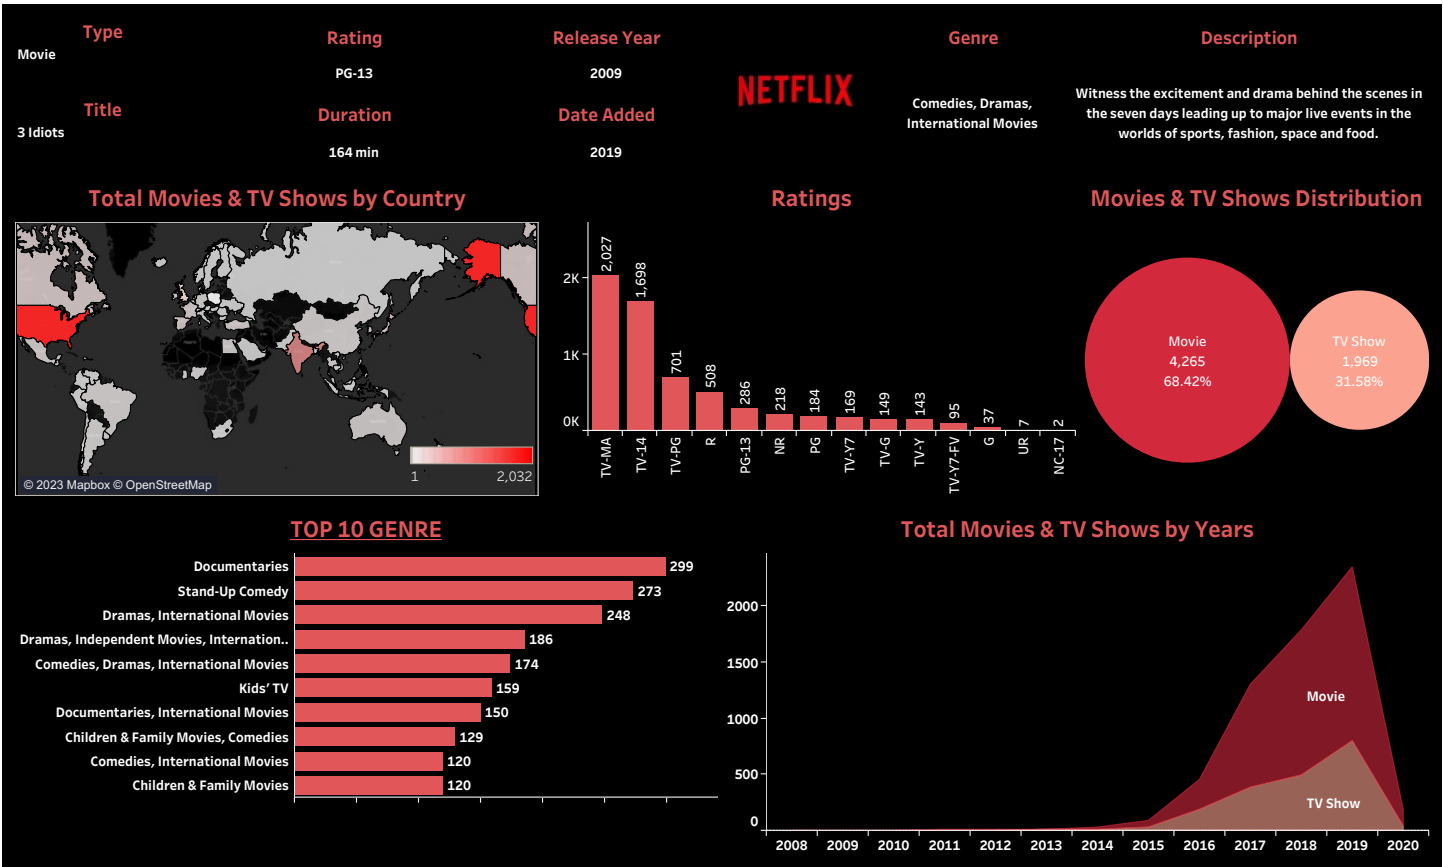 Type
Movie
Title
3 Idiots
Rating
PG-13
Duration
164 min
Release Year
2009
Date Added
2019
NETFLIX
Genre
Comedies, Dramas,
International Movies
Description
Witness the excitement and drama behind the scenes in
the seven days leading up to major live events in the
worlds of sports, fashion, space and food.
Total Movies & TV Shows by Country
1
2,032
© 2023 Mapbox © OpenStreetMap
Ratings
2K
1K
0K
2,027
1,698
701
508
286
218
184
169
149
143
95
37
7
2
TV-MA
TV-14
TV-PG
R
PG-13
NR
PG
TV-Y7
TV-G
TV-Y
TV-Y7-FV
G
UR
NC-17
Movies & TV Shows Distribution
Movie
4,265
68.42%
TV Show
1,969
31.58%
TOP 10 GENRE
Documentaries 299
Stand-Up Comedy 273
Dramas, International Movies 248
Dramas, Independent Movies, Internation.. 186
Comedies, Dramas, International Movies 174
Kids' TV 159
Documentaries, International Movies 150
Children & Family Movies, Comedies 129
Comedies, International Movies 120
Children & Family Movies 120
Total Movies & TV Shows by Years
2000
1500
1000
500
0
Movie
TV Show
2008 2009 2010 2011 2012 2013 2014 2015 2016 2017 2018 2019 2020